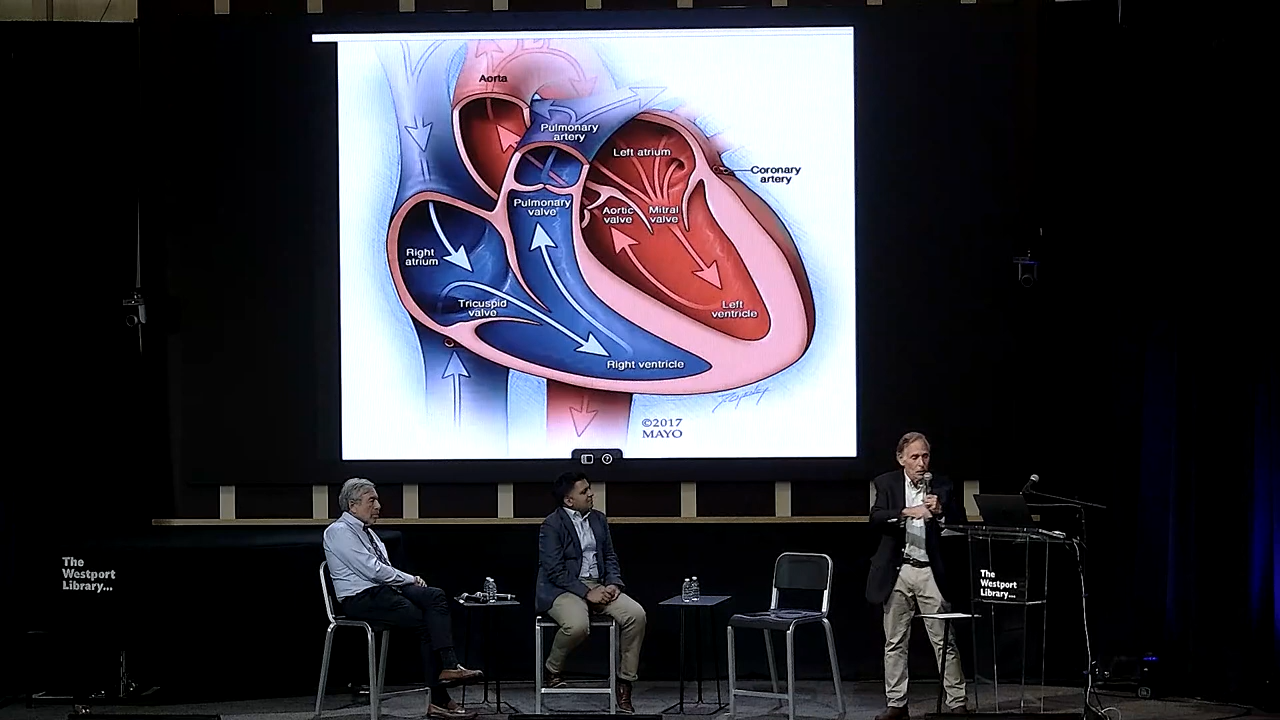 Aorta
Pulmonary
artery
Left atrium
Coronary
artery
Pulmonary
valve
Aortic
valve
Mitral
valve
Right
atrium
Tricuspid
valve
Left
ventricle
Right ventricle
©2017
MAYO
The
Westport
Library...
The
Westport
Library...